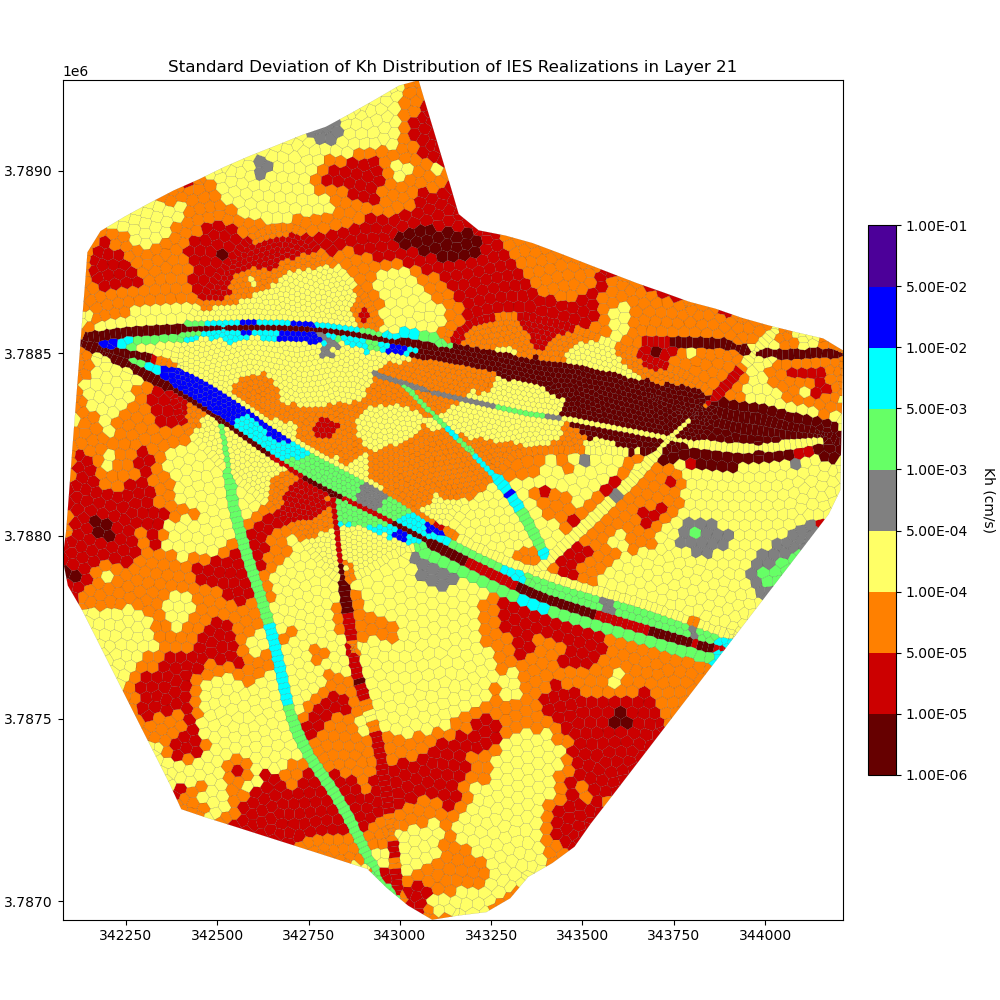 Standard Deviation of Kh Distribution of IES Realizations in Layer 21
1e6
3.7890
3.7885
3.7880
3.7875
3.7870
342250 342500 342750 343000 343250 343500 343750 344000
1.00E-01
5.00E-02
1.00E-02
5.00E-03
1.00E-03
5.00E-04
1.00E-04
5.00E-05
1.00E-05
1.00E-06
Kh (cm/s)